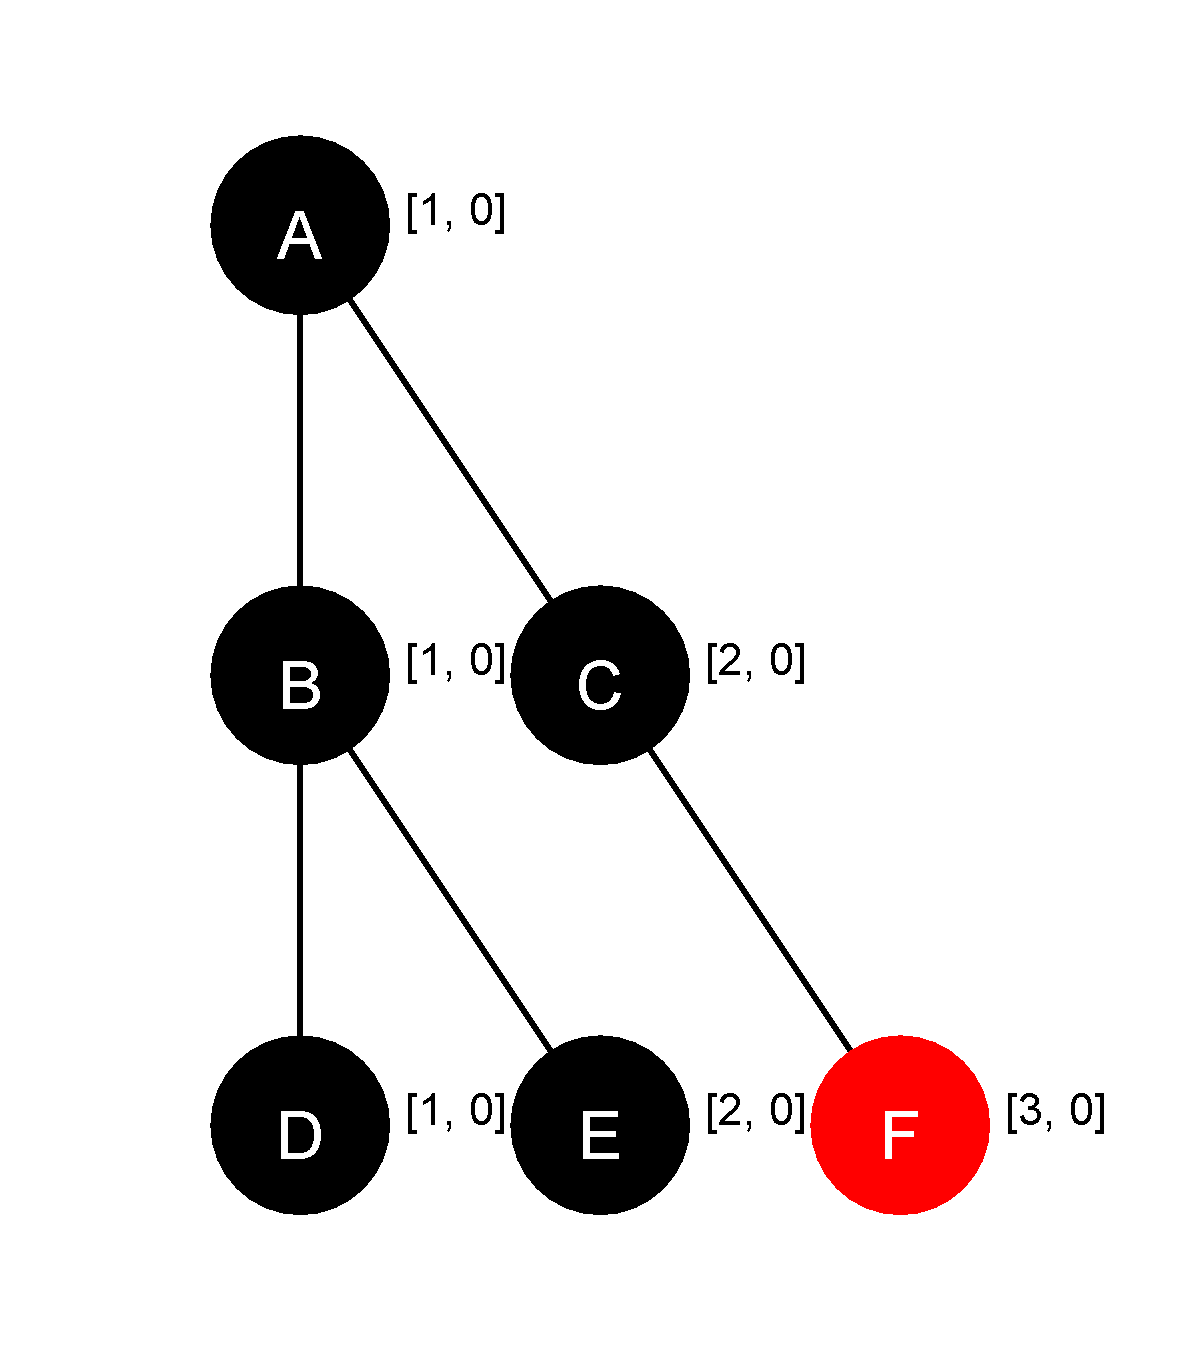 A [1, 0]
B [1, 0] C [2, 0]
D [1, 0] E [2, 0] F [3, 0]